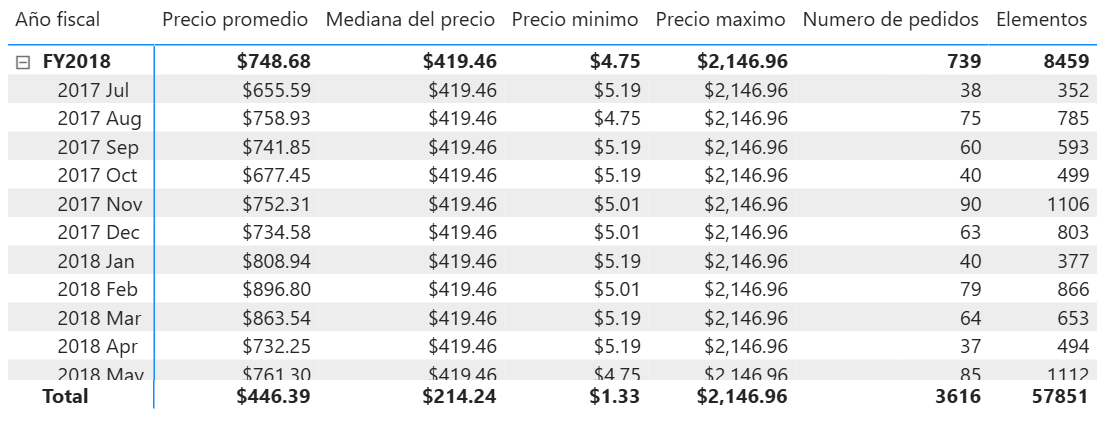 Año fiscal Precio promedio Mediana del precio Precio minimo Precio maximo Numero de pedidos Elementos
FY2018 $748.68 $419.46 $4.75 $2,146.96 739 8459
2017 Jul $655.59 $419.46 $5.19 $2,146.96 38 352
2017 Aug $758.93 $419.46 $4.75 $2,146.96 75 785
2017 Sep $741.85 $419.46 $5.19 $2,146.96 60 593
2017 Oct $677.45 $419.46 $5.19 $2,146.96 40 499
2017 Nov $752.31 $419.46 $5.01 $2,146.96 90 1106
2017 Dec $734.58 $419.46 $5.01 $2,146.96 63 803
2018 Jan $808.94 $419.46 $5.19 $2,146.96 40 377
2018 Feb $896.80 $419.46 $5.01 $2,146.96 79 866
2018 Mar $863.54 $419.46 $5.19 $2,146.96 64 653
2018 Apr $732.25 $419.46 $5.19 $2,146.96 37 494
2018 May $761.30 $419.46 $4.75 $2,146.96 85 1112
Total $446.39 $214.24 $1.33 $2,146.96 3616 57851